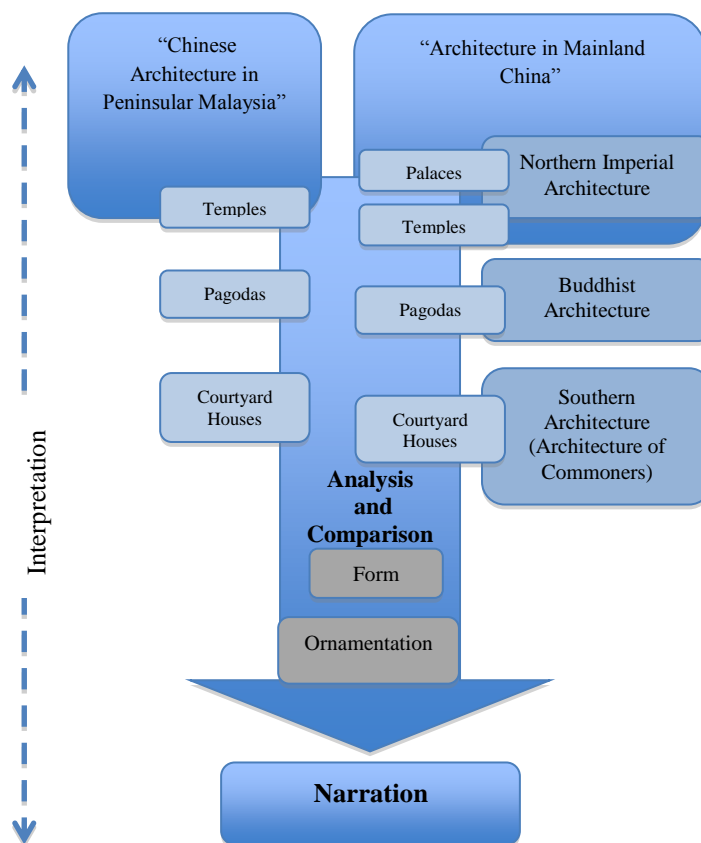 “Chinese
Architecture in
Peninsular Malaysia”
“Architecture in Mainland
China”
Palaces
Northern Imperial
Architecture
Temples
Temples
Pagodas
Pagodas
Buddhist
Architecture
Courtyard
Houses
Courtyard
Houses
Southern
Architecture
(Architecture of
Commoners)
Interpretation
Analysis
and
Comparison
Form
Ornamentation
Narration